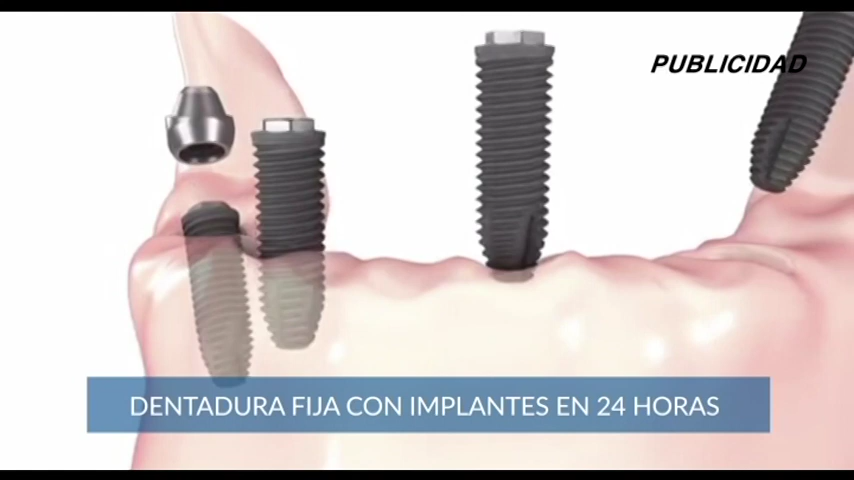 PUBLICIDAD
DENTADURA FIJA CON IMPLANTES EN 24 HORAS